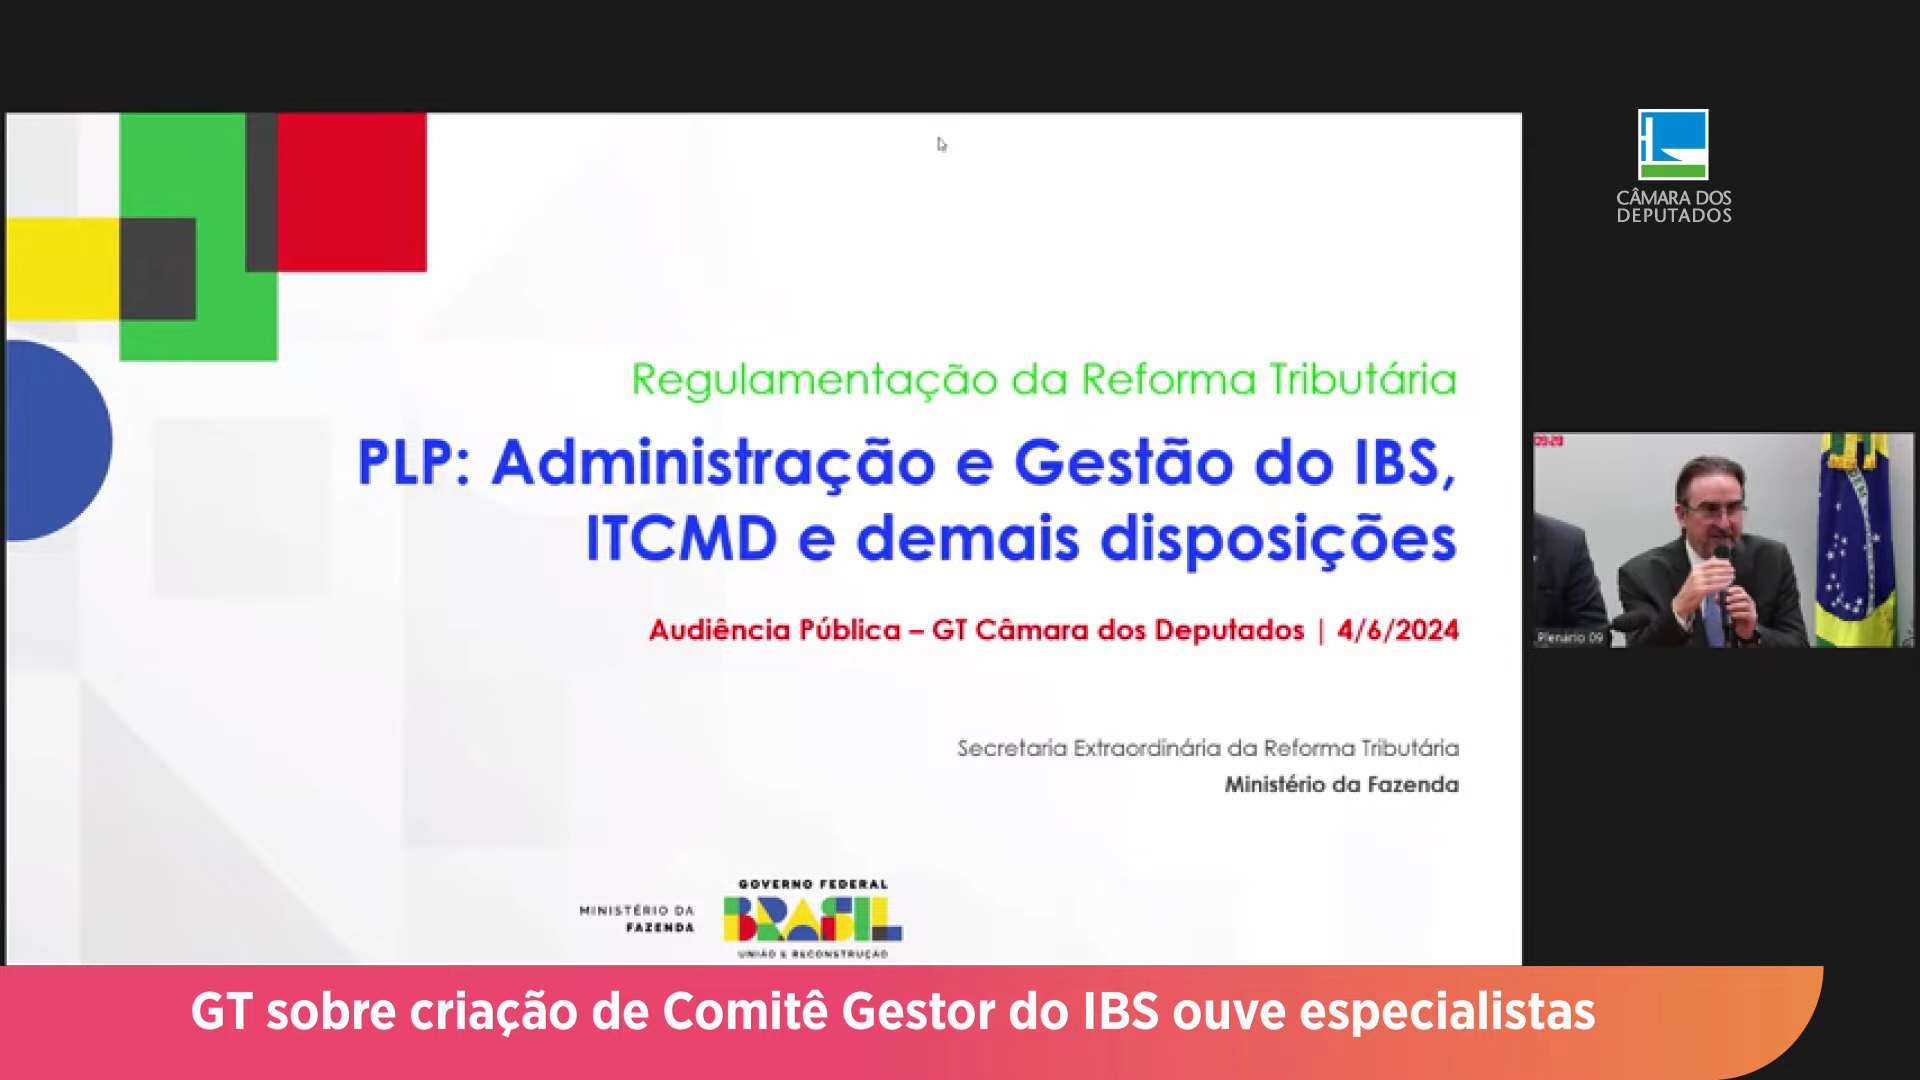 CÂMARA DOS
DEPUTADOS
Regulamentação da Reforma Tributária
PLP: Administração e Gestão do IBS,
ITCMD e demais disposições
Audiência Pública – GT Câmara dos Deputados | 4/6/2024
Secretaria Extraordinária da Reforma Tributária
Ministério da Fazenda
MINISTÉRIO DA
FAZENDA
GOVERNO FEDERAL
BRASIL
UNIÃO E RECONSTRUÇÃO
Plenário 09
GT sobre criação de Comitê Gestor do IBS ouve especialistas